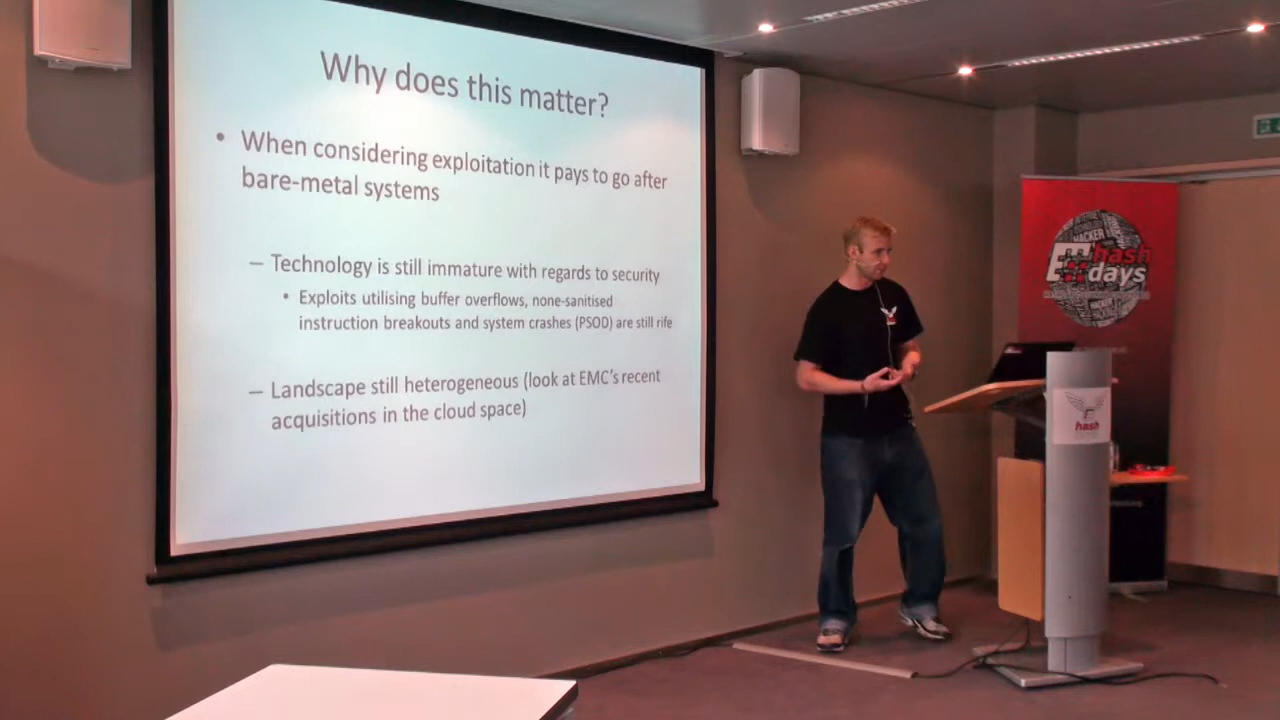 Why does this matter?
• When considering exploitation it pays to go after
bare-metal systems
– Technology is still immature with regards to security
• Exploits utilising buffer overflows, none-sanitised
instruction breakouts and system crashes (PSOD) are still rife
– Landscape still heterogeneous (look at EMC's recent
acquisitions in the cloud space)
HACKER
hash
days
hash